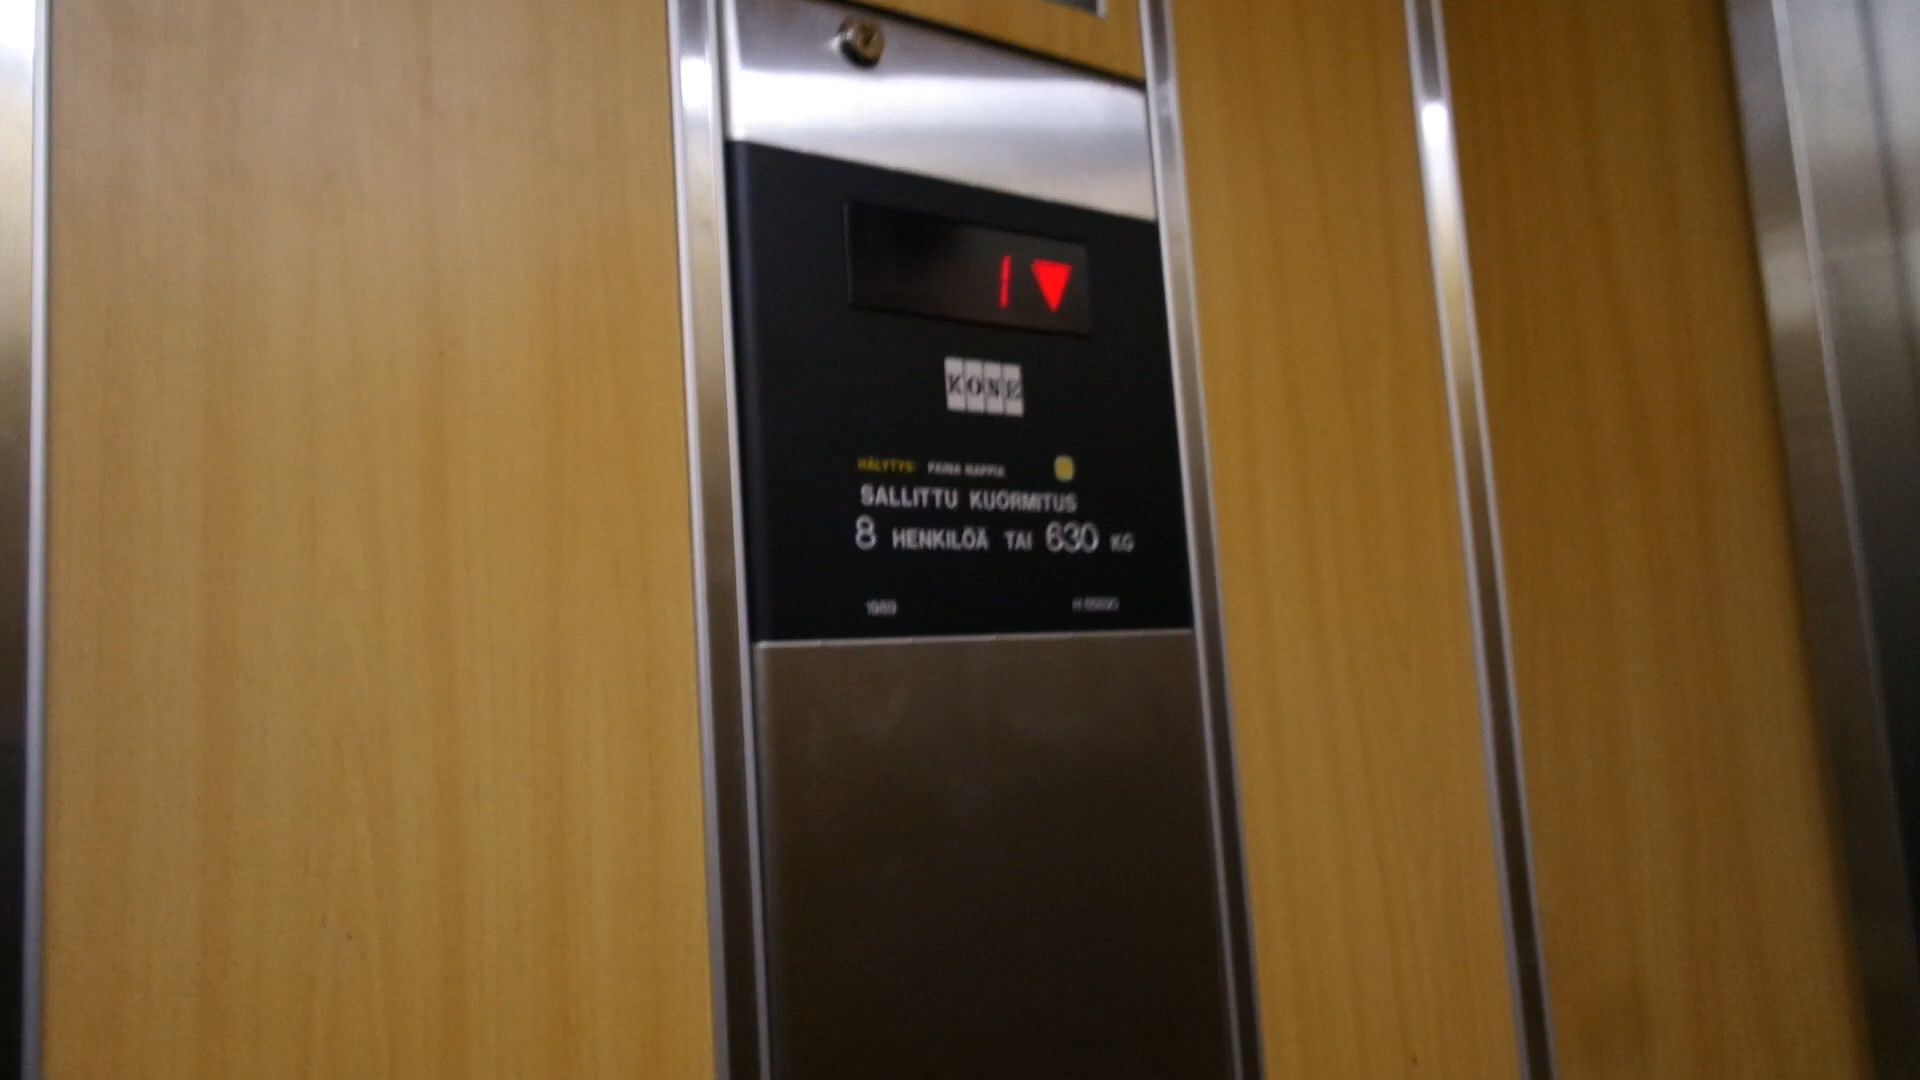 1 ▼
KONE
HÄLYTYS: PAINA NAPPIA
SALLITTU KUORMITUS
8 HENKILÖÄ TAI 630 KG
1989